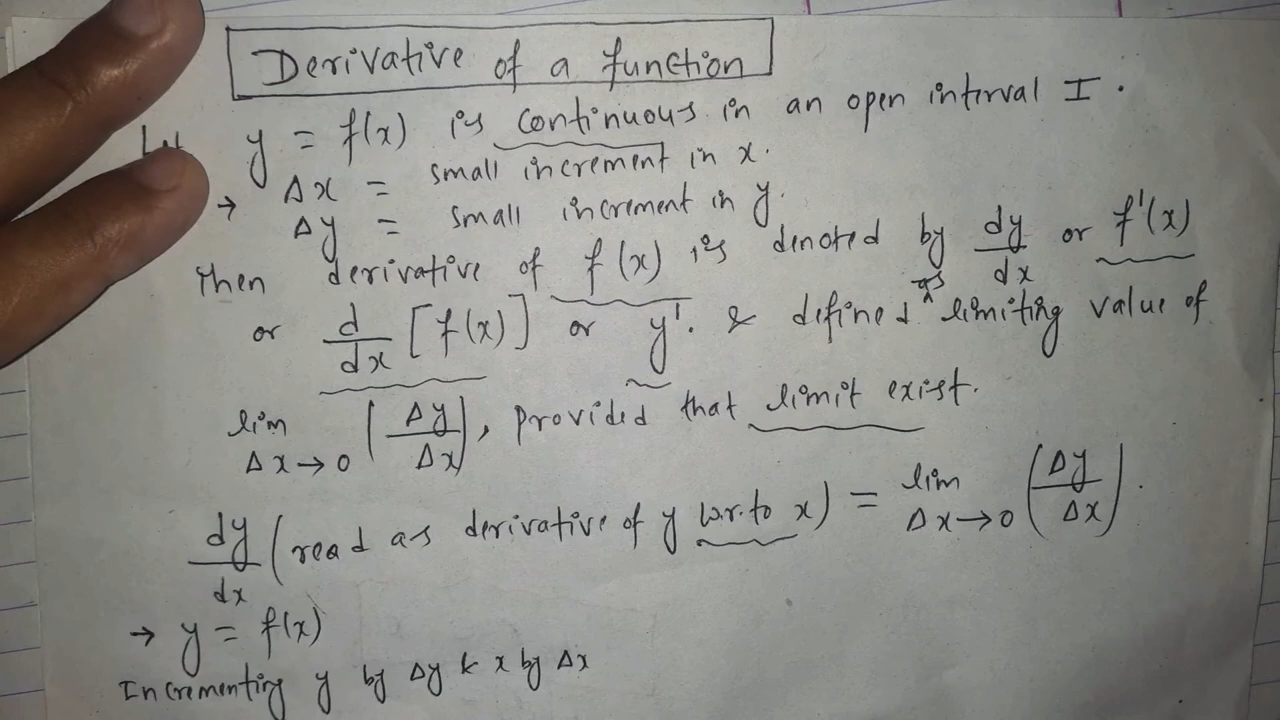 Derivative of a function
Let y = f(x) is continuous in an open interval I.
→ Δx = small increment in x.
Δy = small increment in y.
Then derivative of f(x) is denoted by dy/dx or f'(x)
or d/dx [f(x)] or y'. & defined as limiting value of
lim Δx→0 (Δy/Δx), provided that limit exist.
dy/dx (read as derivative of y w.r.to x) = lim Δx→0 (Δy/Δx).
→ y = f(x)
Incrementing y by Δy & x by Δx